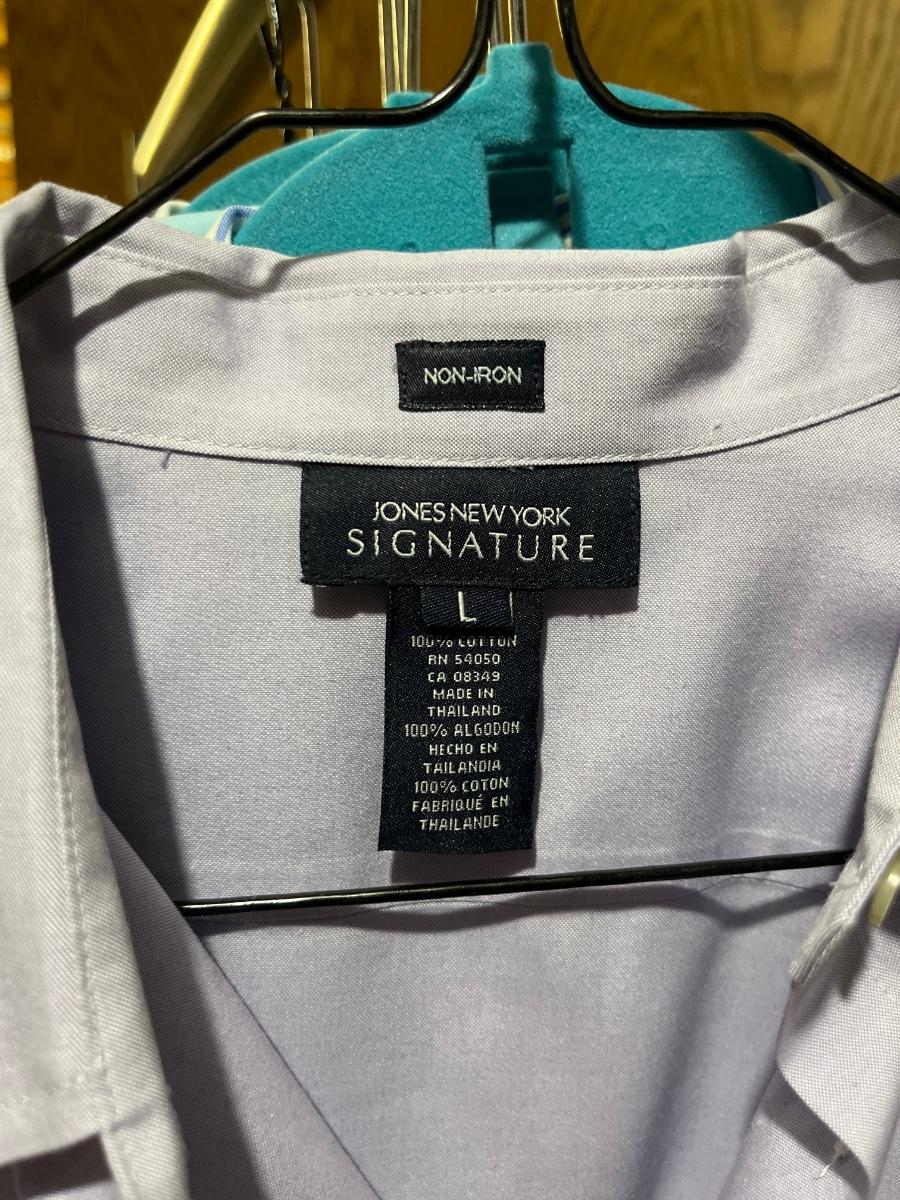 NON-IRON
JONES NEW YORK
SIGNATURE
L
100% COTTON
RN 54050
CA 08349
MADE IN
THAILAND
100% ALGODON
HECHO EN
TAILANDIA
100% COTON
FABRIQUÉ EN
THAILANDE